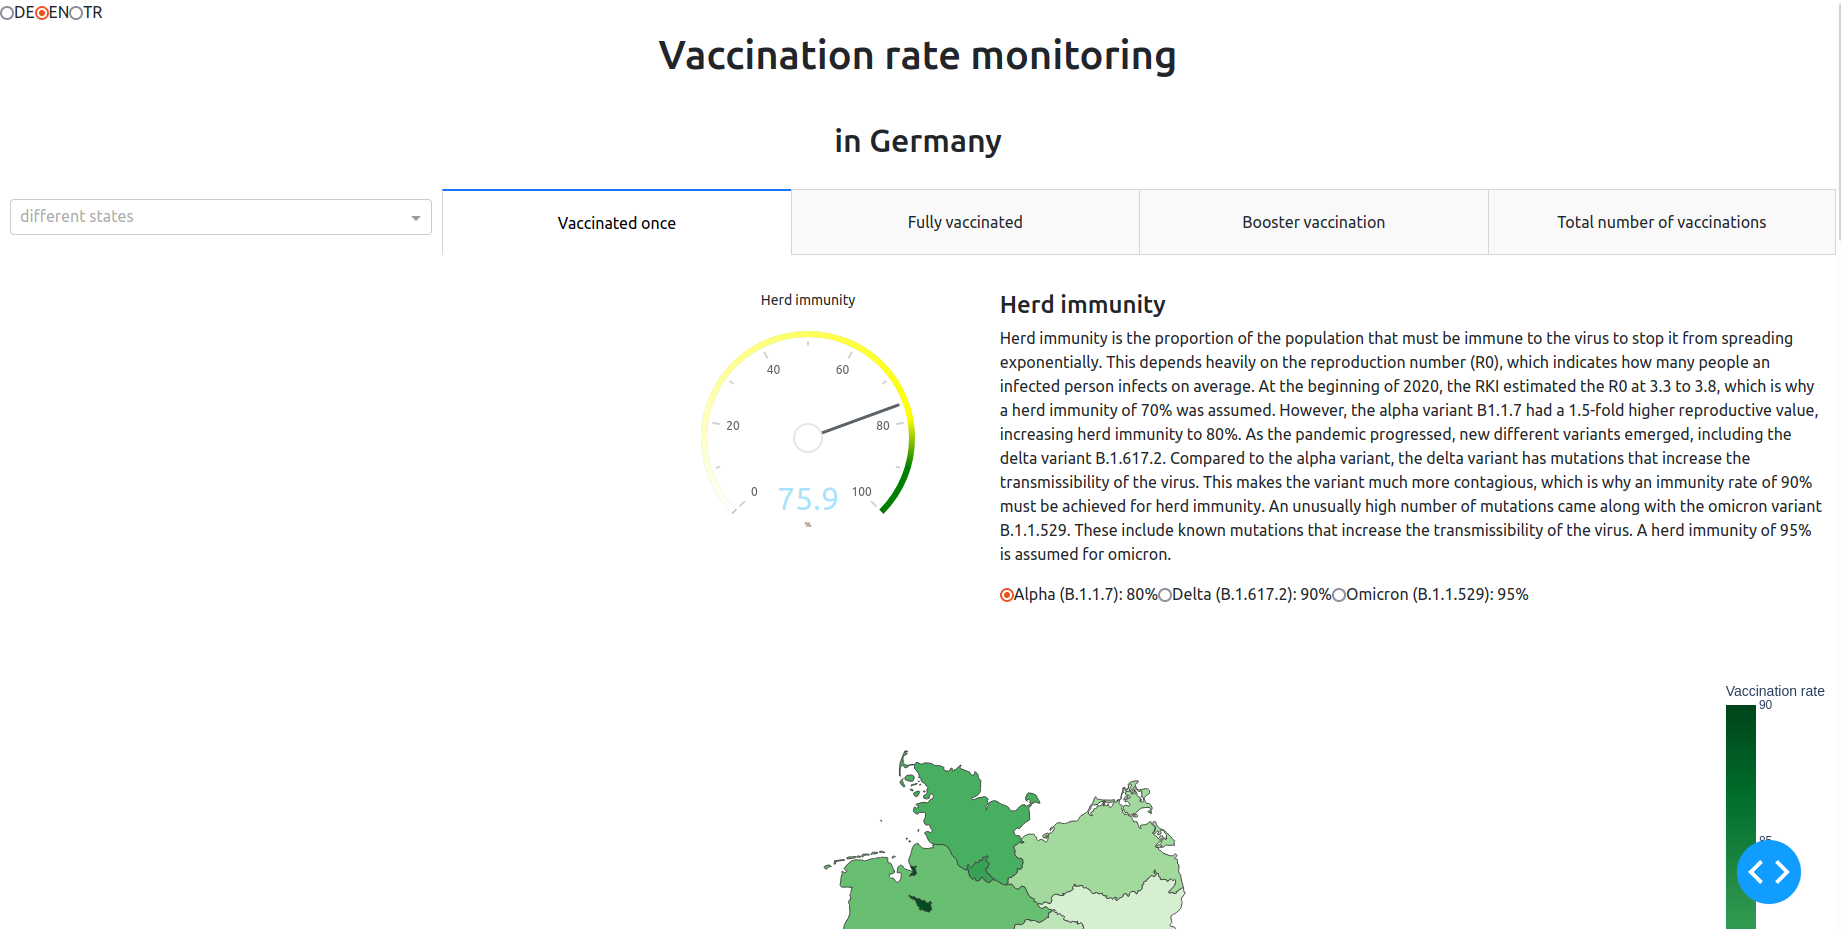 DE EN TR
Vaccination rate monitoring
in Germany
different states
Vaccinated once
Fully vaccinated
Booster vaccination
Total number of vaccinations
Herd immunity
0
20
40
60
80
100
75.9
%
Herd immunity
Herd immunity is the proportion of the population that must be immune to the virus to stop it from spreading
exponentially. This depends heavily on the reproduction number (R0), which indicates how many people an
infected person infects on average. At the beginning of 2020, the RKI estimated the R0 at 3.3 to 3.8, which is why
a herd immunity of 70% was assumed. However, the alpha variant B1.1.7 had a 1.5-fold higher reproductive value,
increasing herd immunity to 80%. As the pandemic progressed, new different variants emerged, including the
delta variant B.1.617.2. Compared to the alpha variant, the delta variant has mutations that increase the
transmissibility of the virus. This makes the variant much more contagious, which is why an immunity rate of 90%
must be achieved for herd immunity. An unusually high number of mutations came along with the omicron variant
B.1.1.529. These include known mutations that increase the transmissibility of the virus. A herd immunity of 95%
is assumed for omicron.
Alpha (B.1.1.7): 80% Delta (B.1.617.2): 90% Omicron (B.1.1.529): 95%
Vaccination rate
90
85